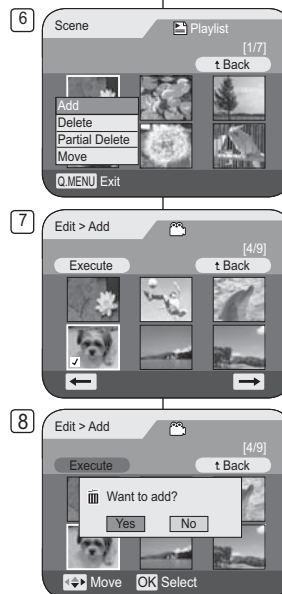 6
Scene Playlist
[1/7]
Back
Add
Delete
Partial Delete
Move
Q.MENU Exit
7
Edit > Add
[4/9]
Execute Back
8
Edit > Add
[4/9]
Execute Back
Want to add?
Yes No
Move OK Select